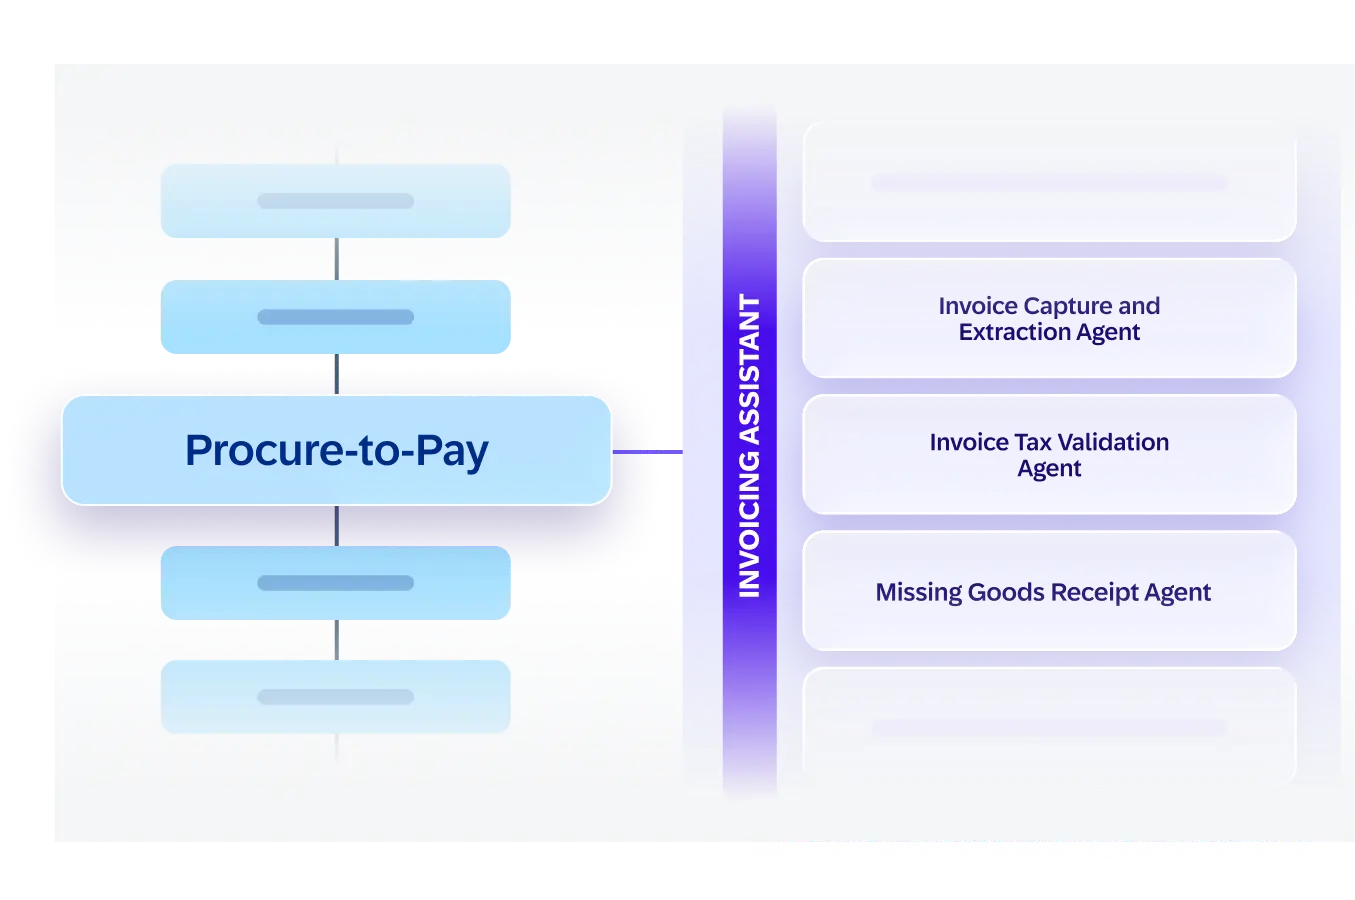 Procure-to-Pay
INVOICING ASSISTANT
Invoice Capture and
Extraction Agent
Invoice Tax Validation
Agent
Missing Goods Receipt Agent